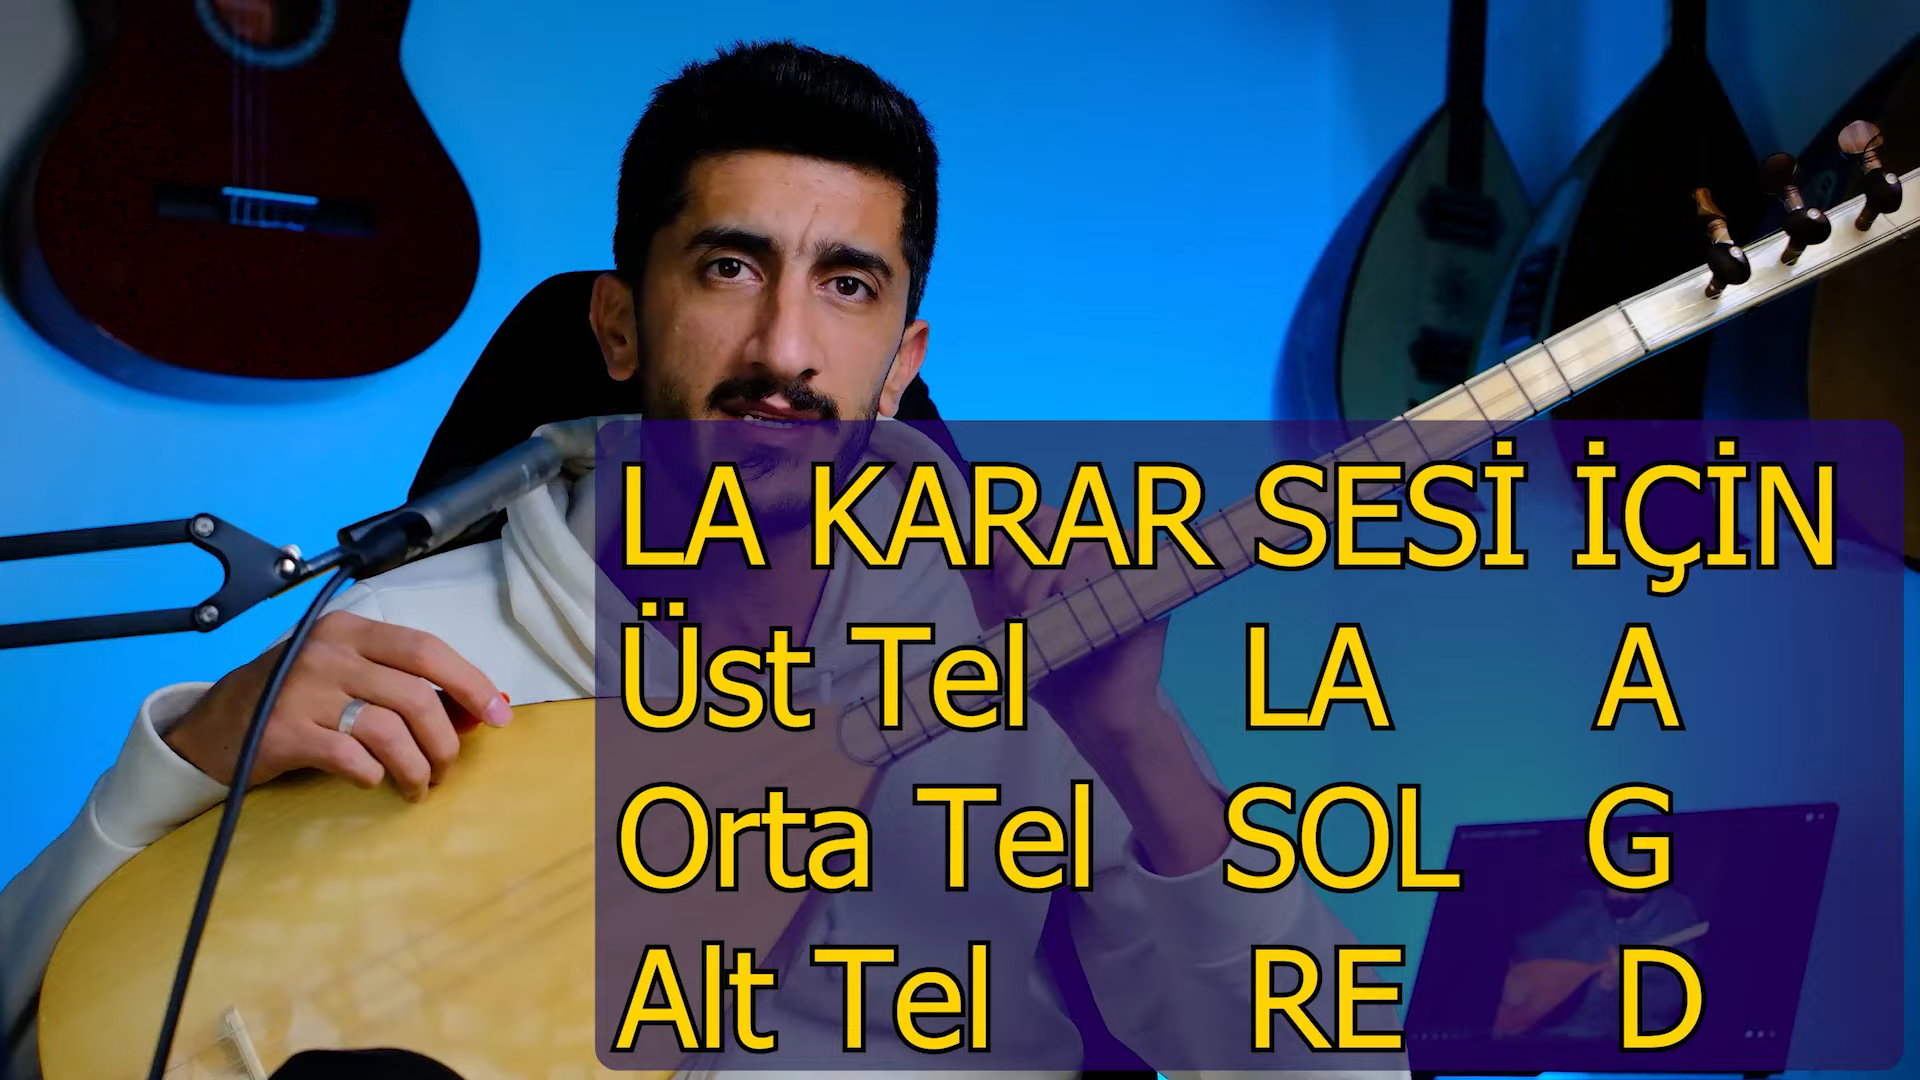 LA KARAR SESİ İÇİN
Üst Tel LA A
Orta Tel SOL G
Alt Tel RE D